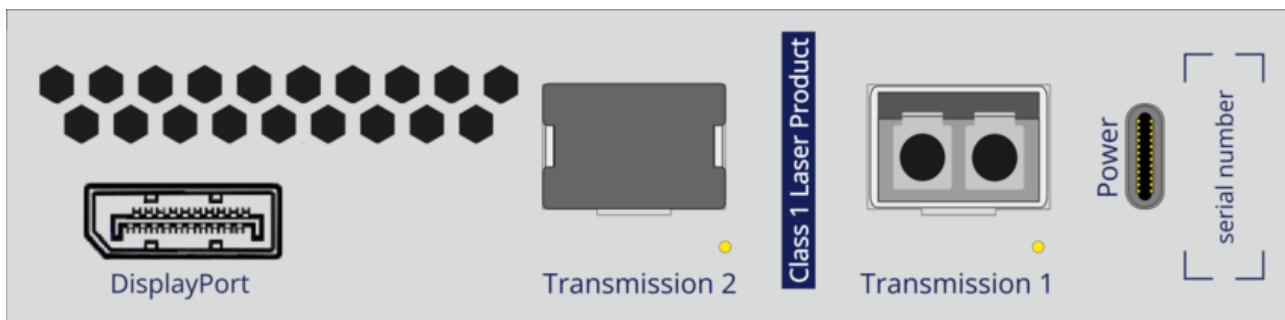 DisplayPort
Transmission 2
Class 1 Laser Product
Transmission 1
Power
serial number